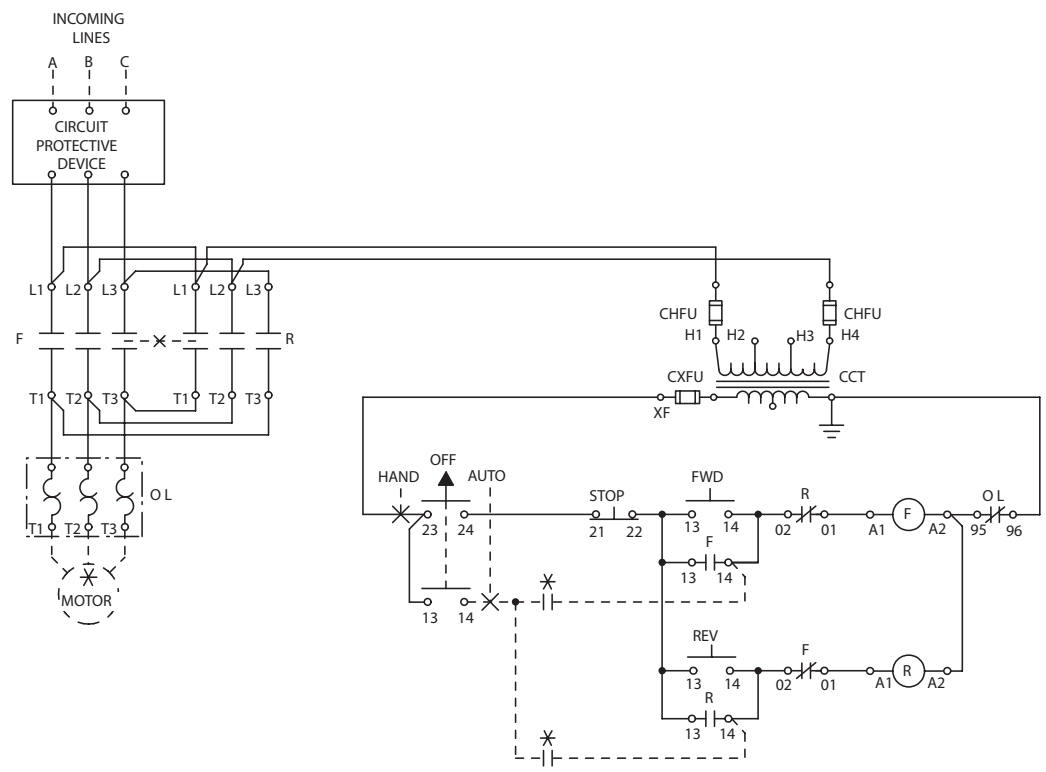 INCOMING
LINES
A B C
CIRCUIT
PROTECTIVE
DEVICE
L1 L2 L3 L1 L2 L3
F R
T1 T2 T3 T1 T2 T3
O L
T1 T2 T3
MOTOR
CHFU CHFU
H1 H2 H3 H4
CXFU CCT
XF
HAND OFF AUTO
23 24
13 14
STOP
21 22
FWD
13 14
R
02 01
A1 F A2
O L
95 96
F
13 14
REV
13 14
F
02 01
A1 R A2
R
13 14